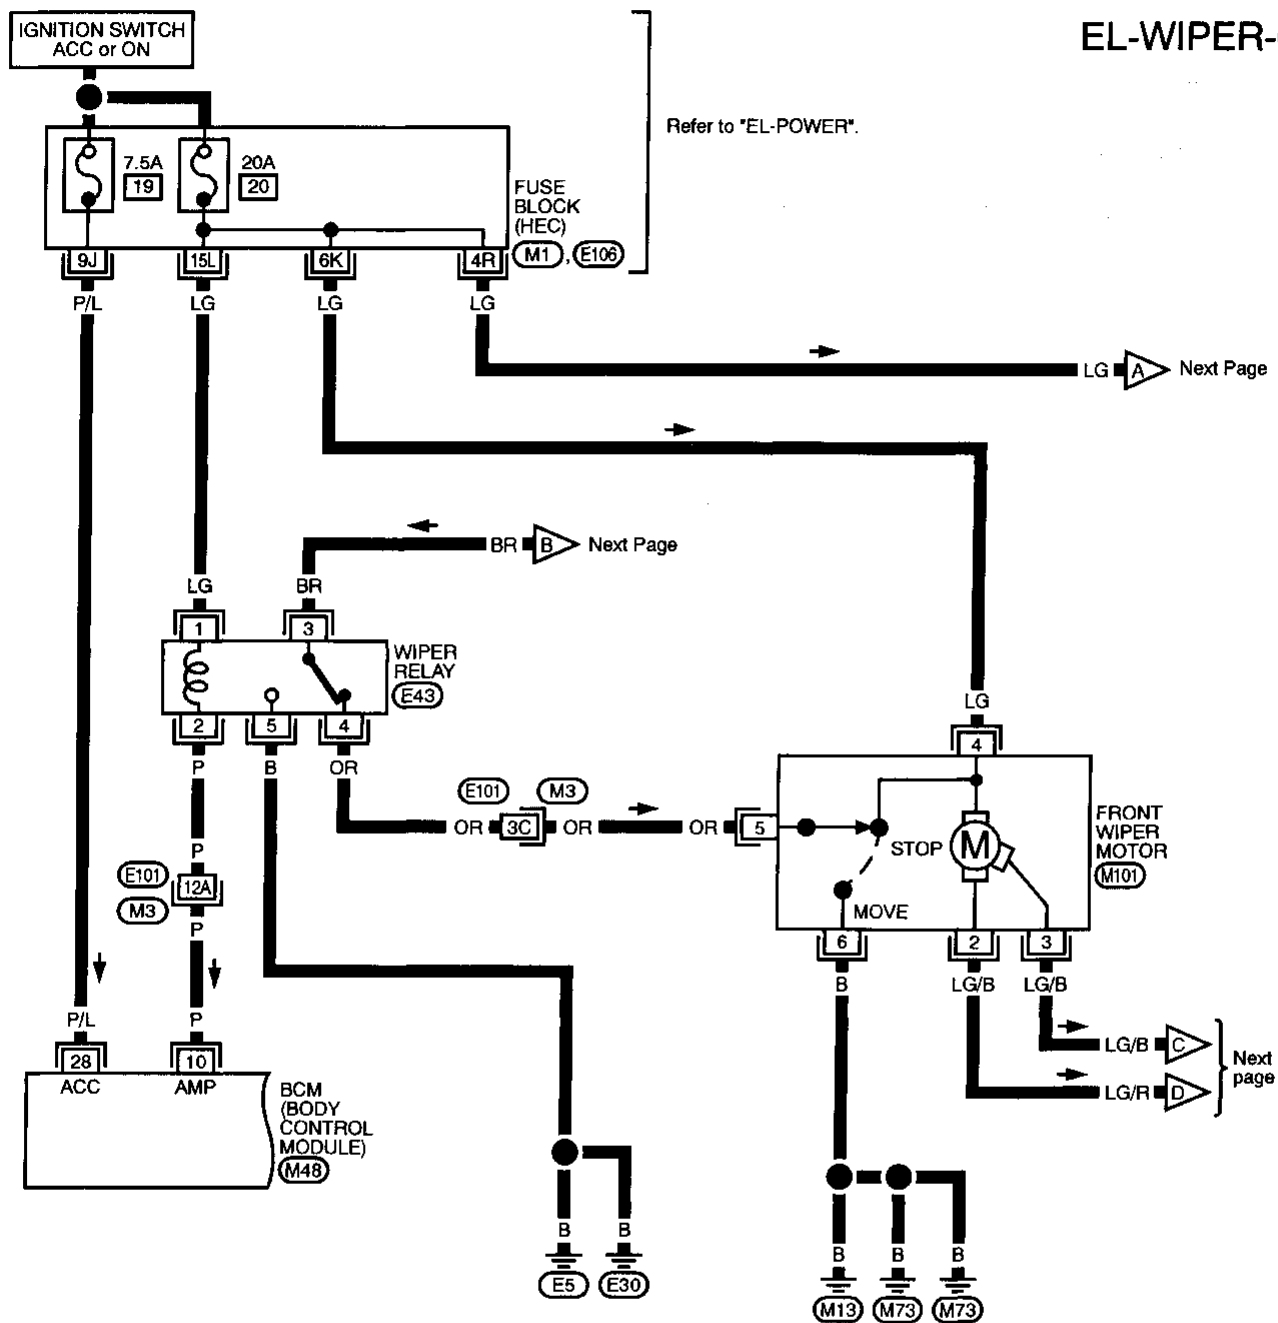 IGNITION SWITCH
ACC or ON
EL-WIPER-
Refer to "EL-POWER".
7.5A
19
20A
20
FUSE
BLOCK
(HEC)
M1 , E106
9J
15L
6K
4R
P/L
LG
LG
LG
LG
A
Next Page
BR
B
Next Page
LG
BR
1
3
WIPER
RELAY
E43
2
5
4
P
B
OR
LG
4
E101
M3
OR
3C
OR
OR
5
STOP
M
MOVE
FRONT
WIPER
MOTOR
M101
P
E101
12A
M3
P
6
2
3
B
LG/B
LG/B
P/L
P
28
10
ACC
AMP
BCM
(BODY
CONTROL
MODULE)
M48
LG/B
C
LG/R
D
Next
page
B
B
E5
E30
B
B
B
M13
M73
M73